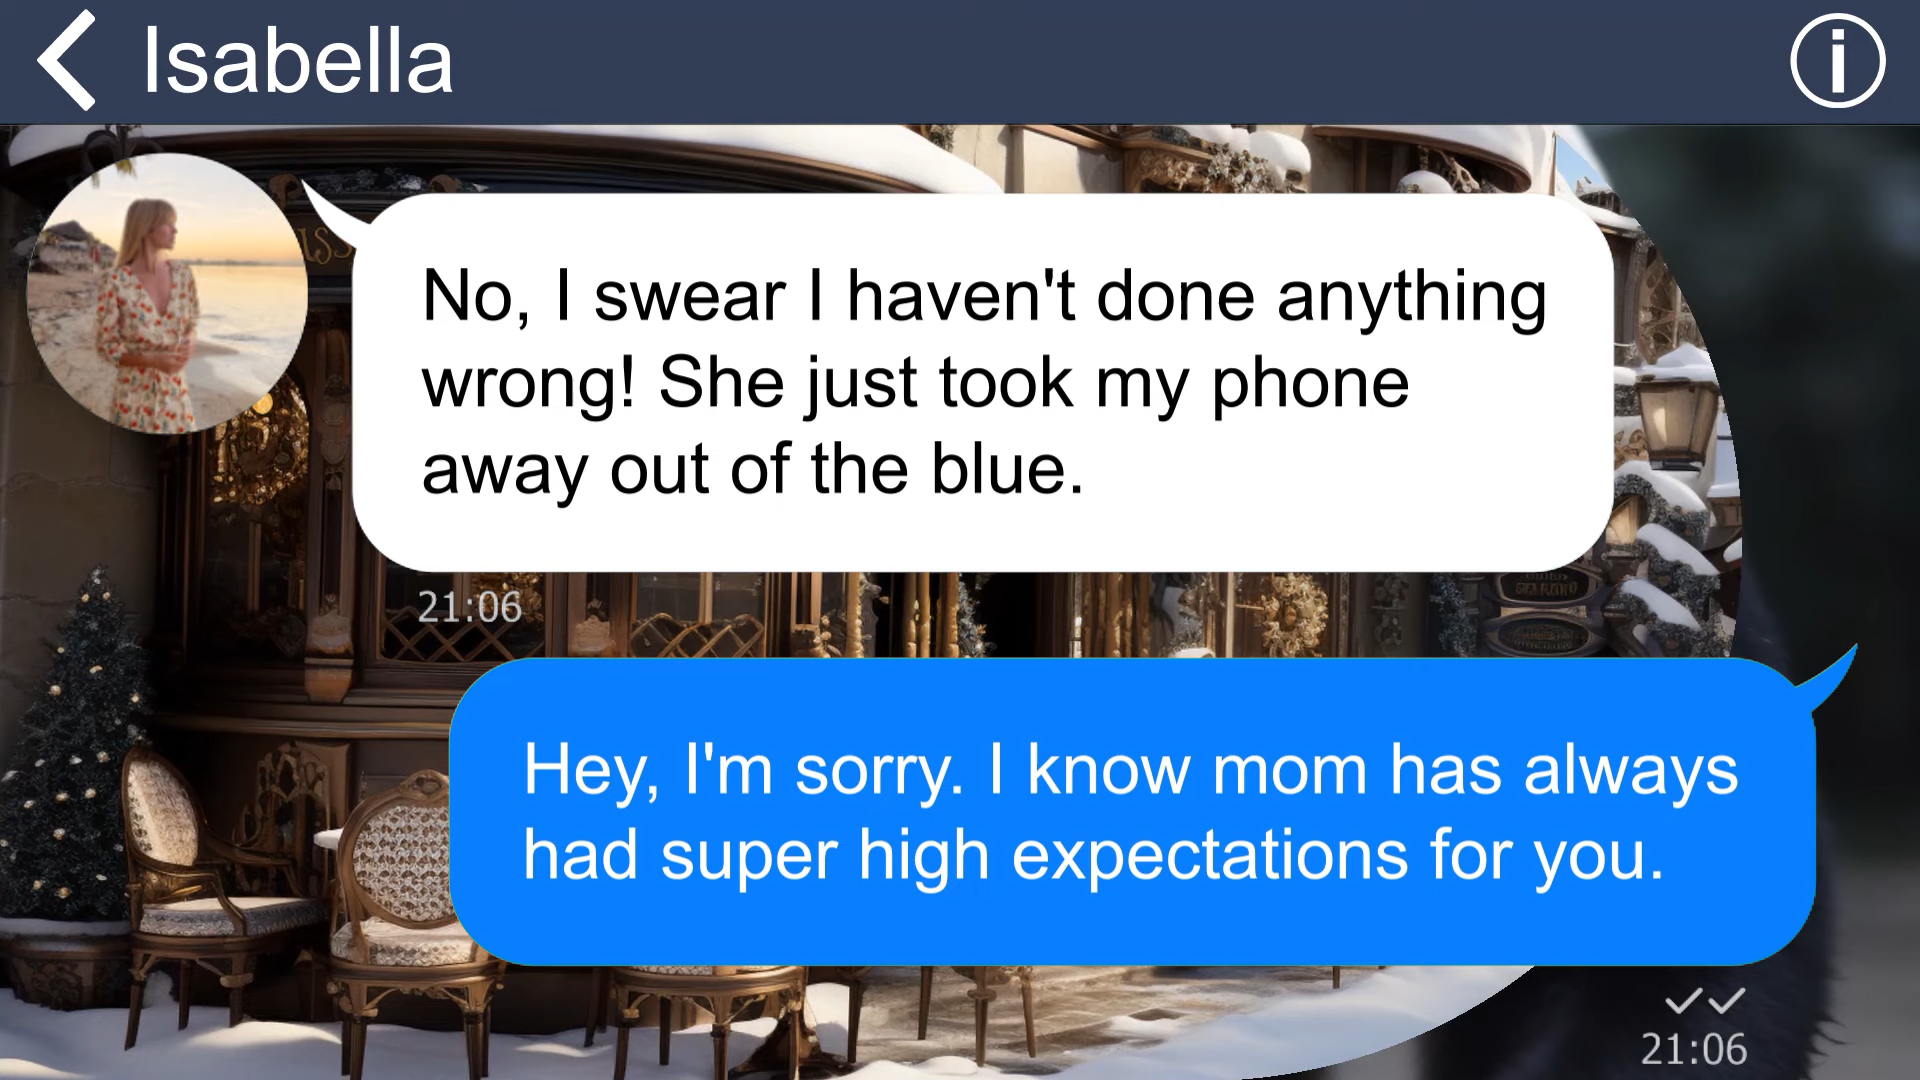 Isabella
No, I swear I haven't done anything
wrong! She just took my phone
away out of the blue.
21:06
Hey, I'm sorry. I know mom has always
had super high expectations for you.
21:06